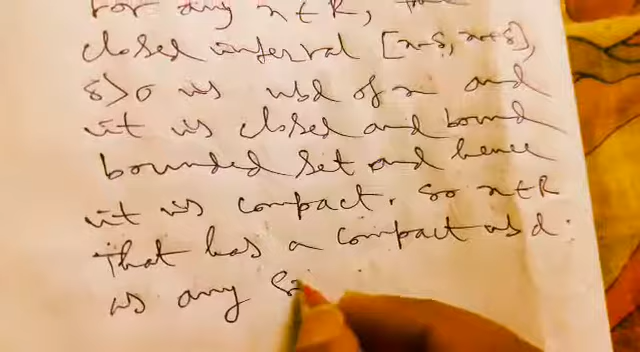 for any x ∈ R, the
closed interval [x-δ, x+δ],
δ>0 is nbd of x and
it is closed and bound
bounded set and hence
it is compact. So x ∈ R
That has a compact nbd.
is any